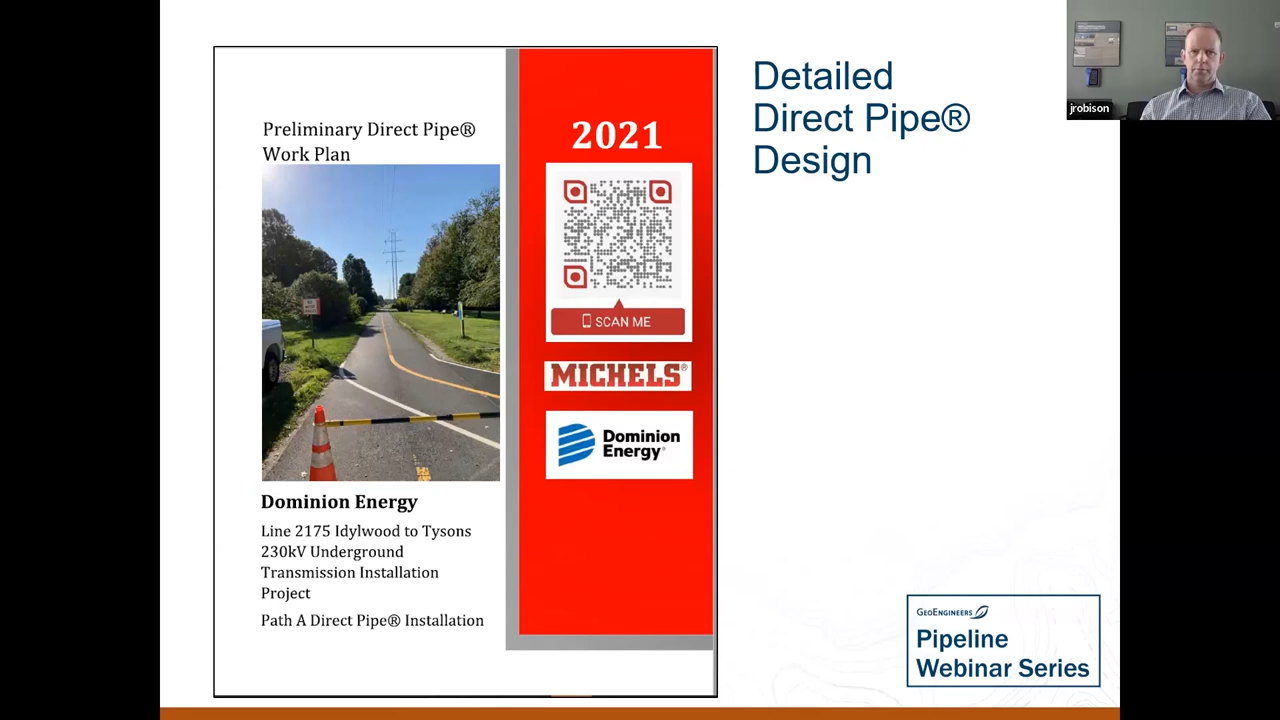 Preliminary Direct Pipe®
Work Plan
Dominion Energy
Line 2175 Idylwood to Tysons
230kV Underground
Transmission Installation
Project
Path A Direct Pipe® Installation
2021
SCAN ME
MICHELS®
Dominion
Energy®
Detailed
Direct Pipe®
Design
jrobison
GEOENGINEERS
Pipeline
Webinar Series